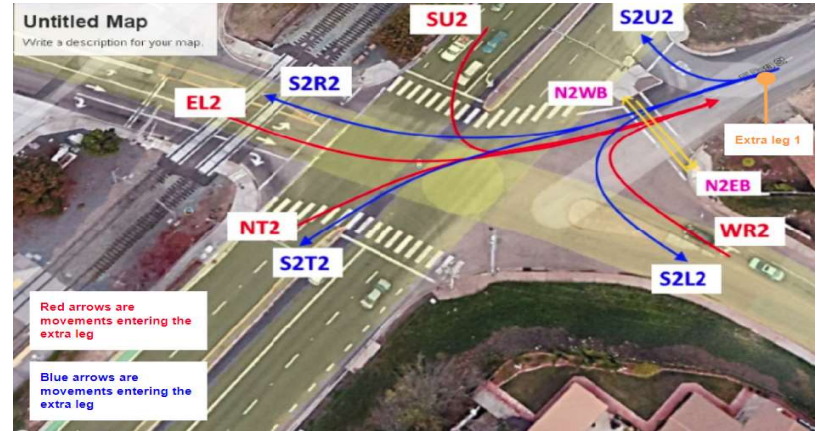 Untitled Map
Write a description for your map.
SU2
S2U2
S2R2
EL2
N2WB
Extra leg 1
N2EB
NT2
WR2
S2T2
S2L2
Red arrows are
movements entering the
extra leg
Blue arrows are
movements entering the
extra leg